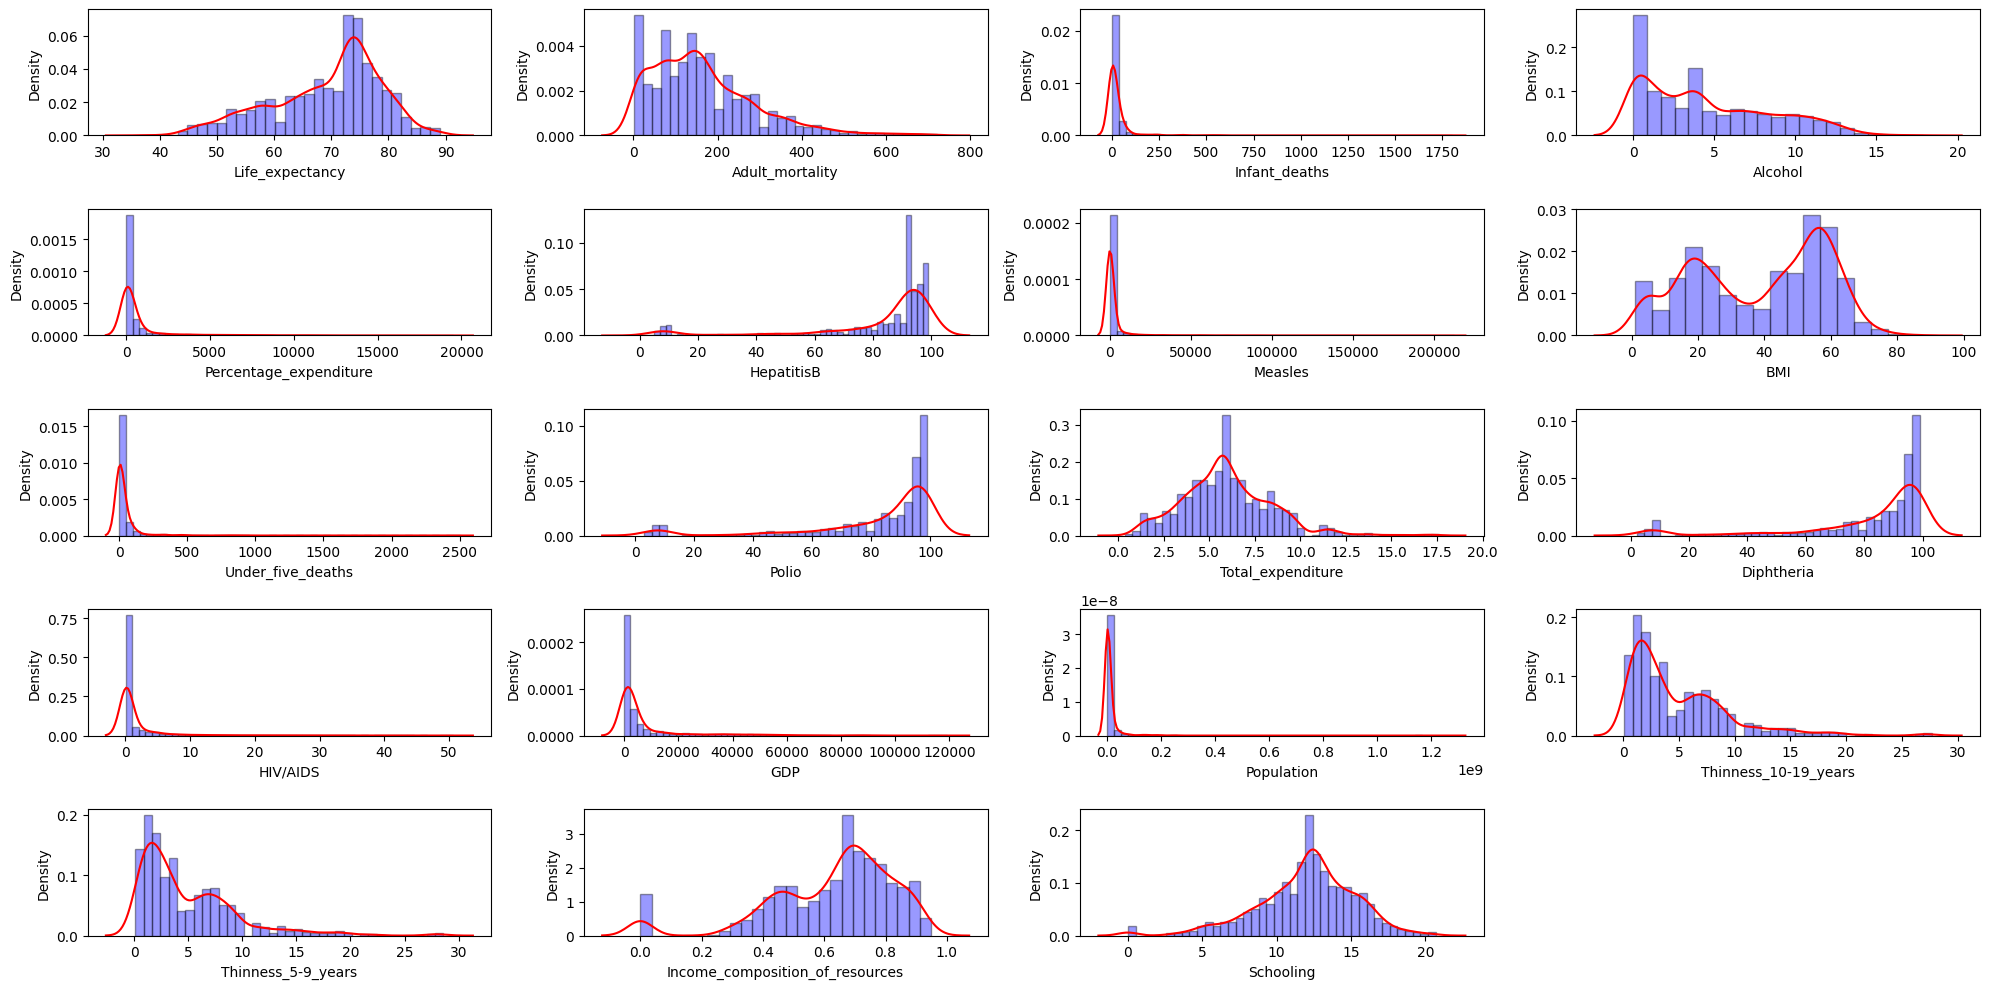 Density
0.06
0.04
0.02
0.00
30 40 50 60 70 80 90
Life_expectancy
Density
0.004
0.002
0.000
0 200 400 600 800
Adult_mortality
Density
0.02
0.01
0.00
0 250 500 750 1000 1250 1500 1750
Infant_deaths
Density
0.2
0.1
0.0
0 5 10 15 20
Alcohol
Density
0.0015
0.0010
0.0005
0.0000
0 5000 10000 15000 20000
Percentage_expenditure
Density
0.10
0.05
0.00
0 20 40 60 80 100
HepatitisB
Density
0.0002
0.0001
0.0000
0 50000 100000 150000 200000
Measles
Density
0.03
0.02
0.01
0.00
0 20 40 60 80 100
BMI
Density
0.015
0.010
0.005
0.000
0 500 1000 1500 2000 2500
Under_five_deaths
Density
0.10
0.05
0.00
0 20 40 60 80 100
Polio
Density
0.3
0.2
0.1
0.0
0.0 2.5 5.0 7.5 10.0 12.5 15.0 17.5 20.0
Total_expenditure
Density
0.10
0.05
0.00
0 20 40 60 80 100
Diphtheria
Density
0.75
0.50
0.25
0.00
0 10 20 30 40 50
HIV/AIDS
Density
0.0002
0.0001
0.0000
0 20000 40000 60000 80000 100000 120000
GDP
1e−8
Density
3
2
1
0
0.0 0.2 0.4 0.6 0.8 1.0 1.2
1e9
Population
Density
0.2
0.1
0.0
0 5 10 15 20 25 30
Thinness_10-19_years
Density
0.2
0.1
0.0
0 5 10 15 20 25 30
Thinness_5-9_years
Density
3
2
1
0
0.0 0.2 0.4 0.6 0.8 1.0
Income_composition_of_resources
Density
0.2
0.1
0.0
0 5 10 15 20
Schooling